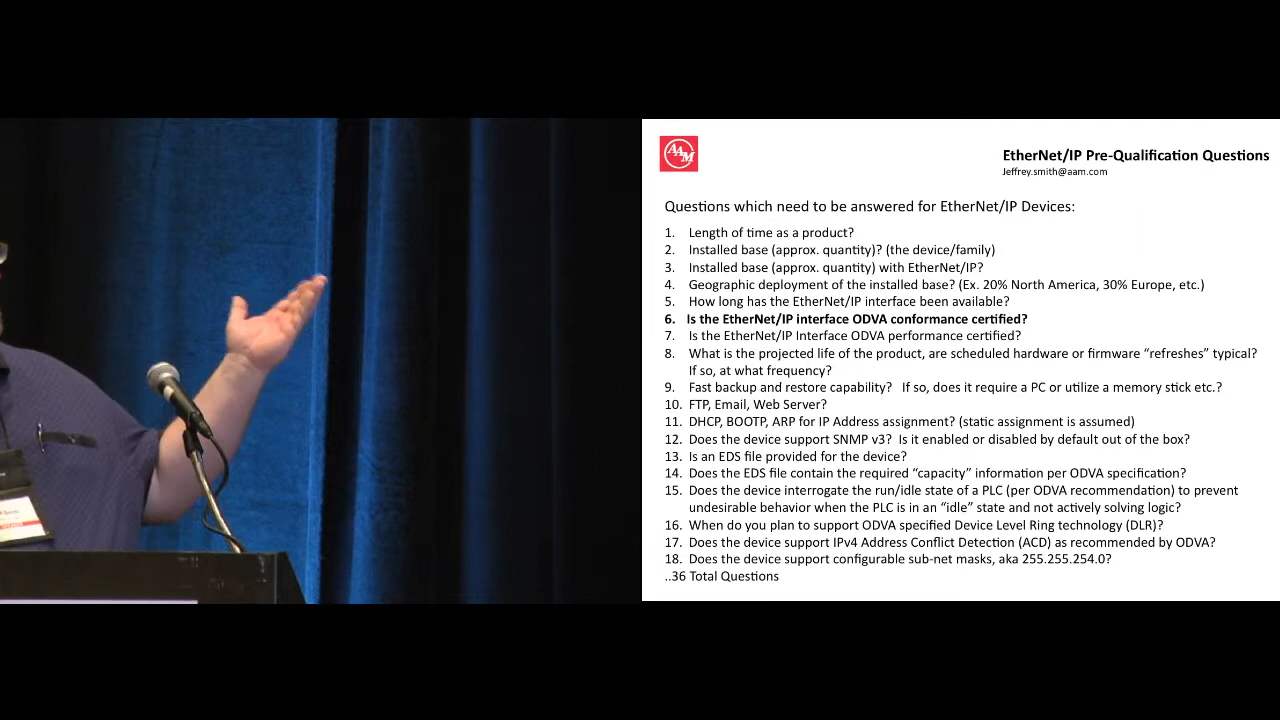 AAM
EtherNet/IP Pre-Qualification Questions
Jeffrey.smith@aam.com
Questions which need to be answered for EtherNet/IP Devices:
1. Length of time as a product?
2. Installed base (approx. quantity)? (the device/family)
3. Installed base (approx. quantity) with EtherNet/IP?
4. Geographic deployment of the installed base? (Ex. 20% North America, 30% Europe, etc.)
5. How long has the EtherNet/IP interface been available?
6. Is the EtherNet/IP interface ODVA conformance certified?
7. Is the EtherNet/IP Interface ODVA performance certified?
8. What is the projected life of the product, are scheduled hardware or firmware “refreshes” typical?
If so, at what frequency?
9. Fast backup and restore capability? If so, does it require a PC or utilize a memory stick etc.?
10. FTP, Email, Web Server?
11. DHCP, BOOTP, ARP for IP Address assignment? (static assignment is assumed)
12. Does the device support SNMP v3? Is it enabled or disabled by default out of the box?
13. Is an EDS file provided for the device?
14. Does the EDS file contain the required “capacity” information per ODVA specification?
15. Does the device interrogate the run/idle state of a PLC (per ODVA recommendation) to prevent
undesirable behavior when the PLC is in an “idle” state and not actively solving logic?
16. When do you plan to support ODVA specified Device Level Ring technology (DLR)?
17. Does the device support IPv4 Address Conflict Detection (ACD) as recommended by ODVA?
18. Does the device support configurable sub-net masks, aka 255.255.254.0?
..36 Total Questions